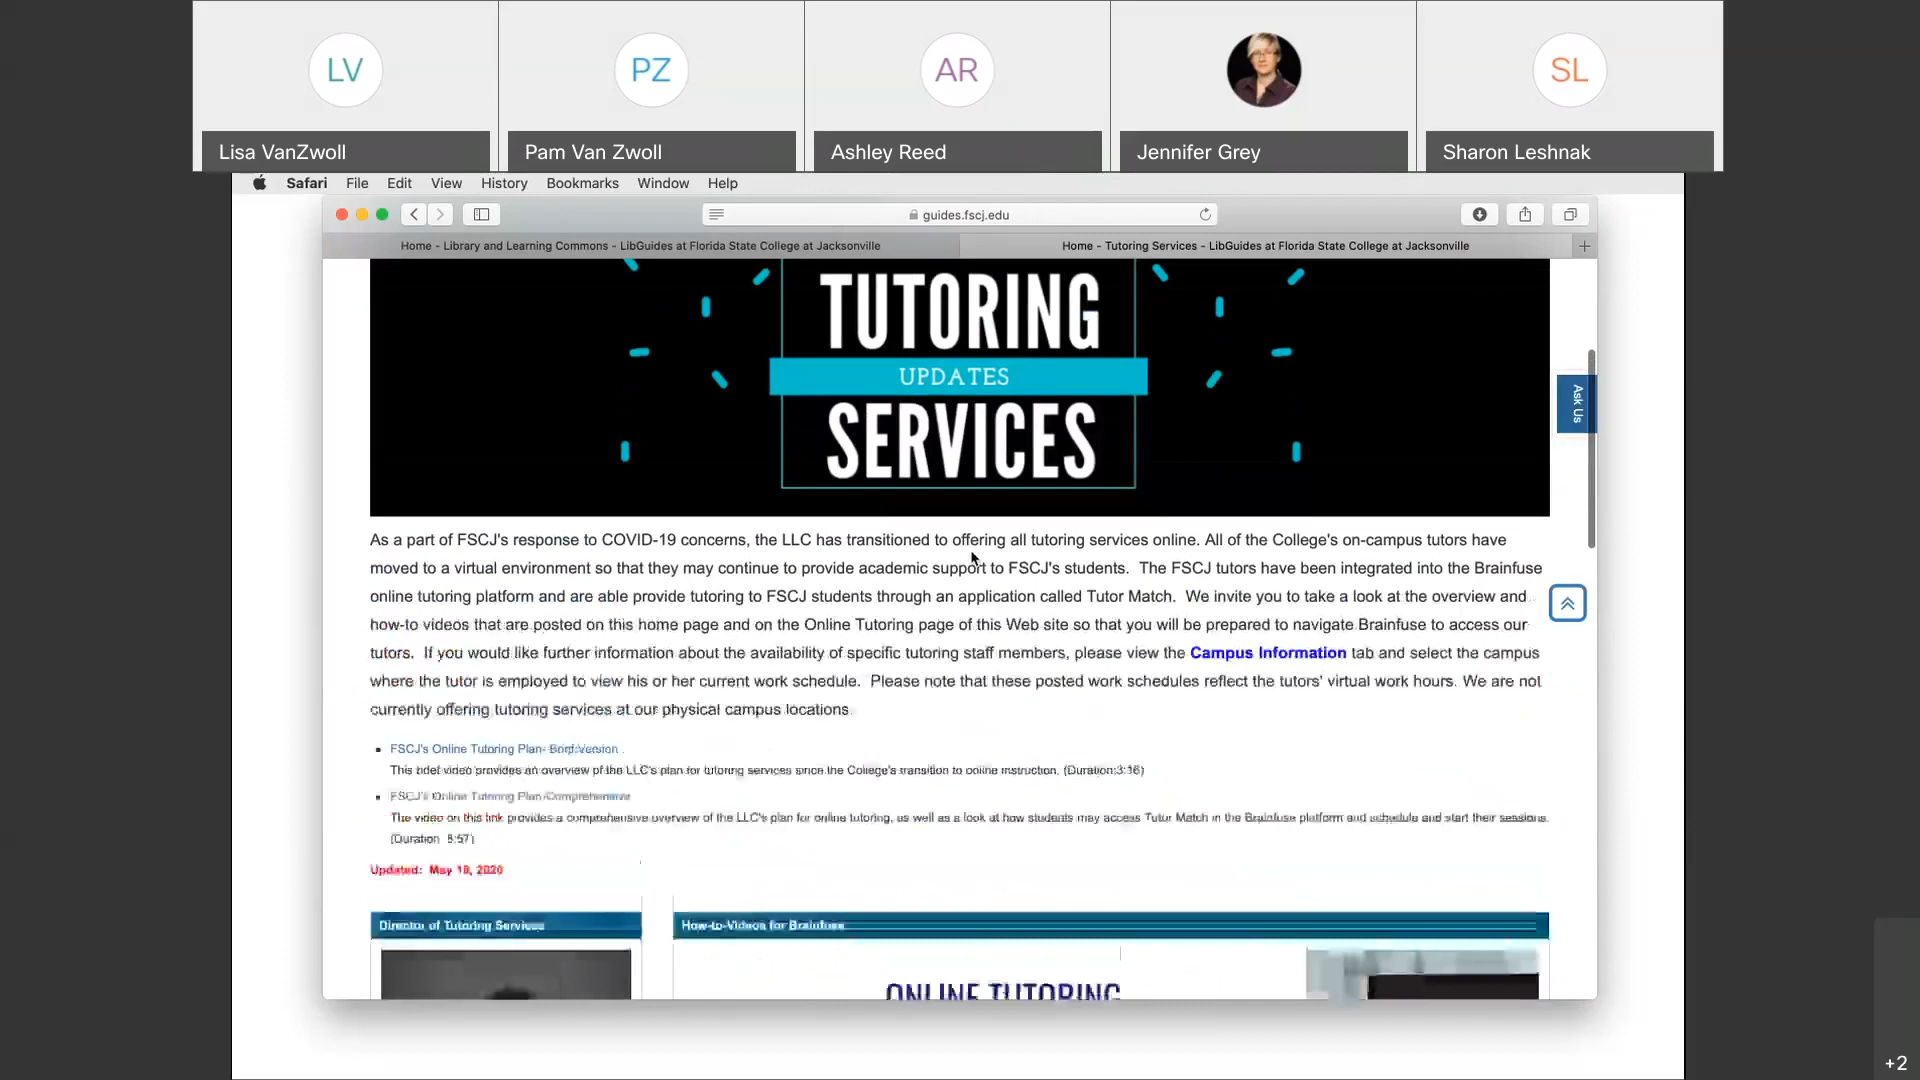 LV
PZ
AR
SL
Lisa VanZwoll
Pam Van Zwoll
Ashley Reed
Jennifer Grey
Sharon Leshnak
Safari File Edit View History Bookmarks Window Help
guides.fscj.edu
Home - Library and Learning Commons - LibGuides at Florida State College at Jacksonville
Home - Tutoring Services - LibGuides at Florida State College at Jacksonville
TUTORING
UPDATES
SERVICES
Ask Us
As a part of FSCJ's response to COVID-19 concerns, the LLC has transitioned to offering all tutoring services online. All of the College's on-campus tutors have
moved to a virtual environment so that they may continue to provide academic support to FSCJ's students. The FSCJ tutors have been integrated into the Brainfuse
online tutoring platform and are able provide tutoring to FSCJ students through an application called Tutor Match. We invite you to take a look at the overview and
how-to videos that are posted on this home page and on the Online Tutoring page of this Web site so that you will be prepared to navigate Brainfuse to access our
tutors. If you would like further information about the availability of specific tutoring staff members, please view the Campus Information tab and select the campus
where the tutor is employed to view his or her current work schedule. Please note that these posted work schedules reflect the tutors' virtual work hours. We are not
currently offering tutoring services at our physical campus locations.
FSCJ's Online Tutoring Plan- Brief Version
This brief video provides an overview of the LLC's plan for tutoring services since the College's transition to online instruction. (Duration:3:16)
FSCJ's Online Tutoring Plan-Comprehensive
The video on this link provides a comprehensive overview of the LLC's plan for online tutoring, as well as a look at how students may access Tutor Match in the Brainfuse platform and schedule and start their sessions.
(Duration 8:57)
Updated: May 2020
Director of Tutoring Services
How-to-Videos for Brainfuse
ONLINE TUTORING
+2